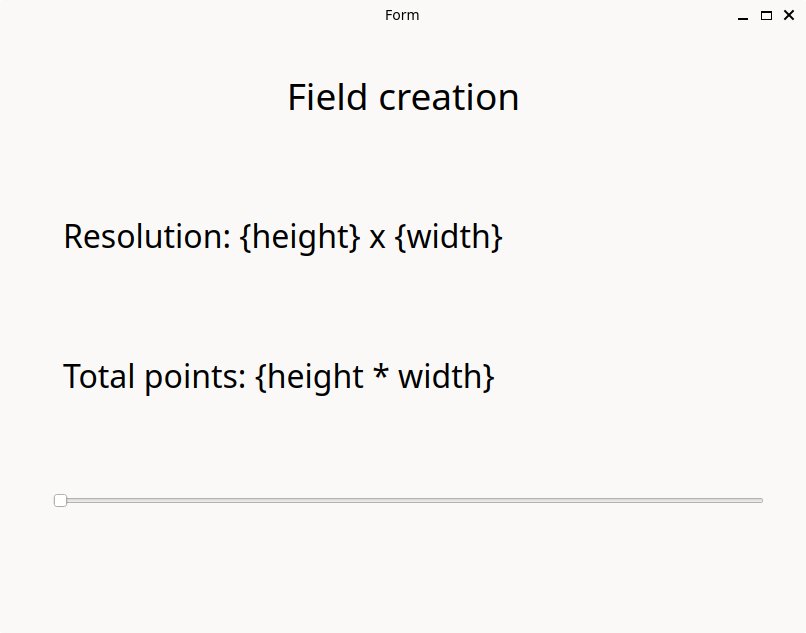 Form
Field creation
Resolution: {height} x {width}
Total points: {height * width}